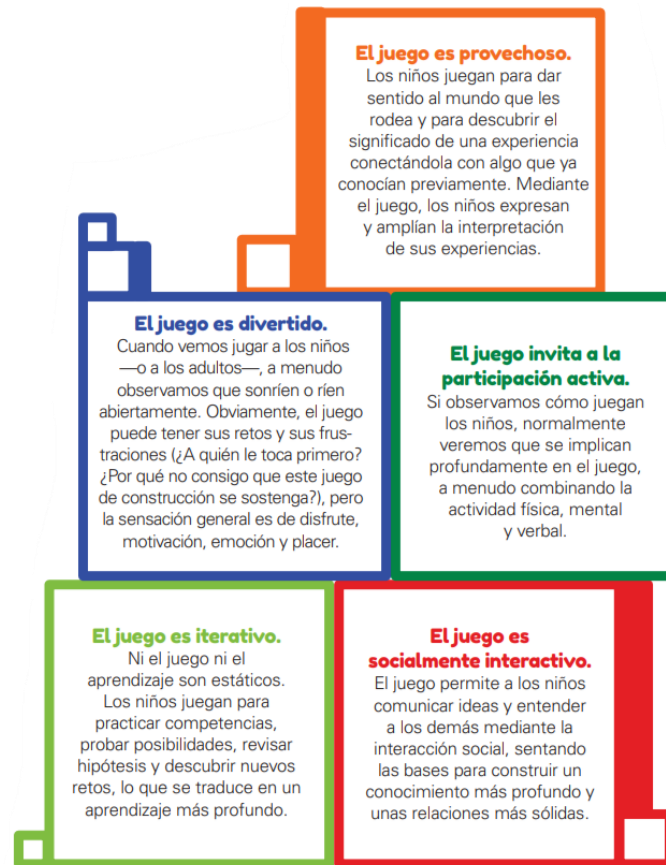 El juego es provechoso.
Los niños juegan para dar
sentido al mundo que les
rodea y para descubrir el
significado de una experiencia
conectándola con algo que ya
conocían previamente. Mediante
el juego, los niños expresan
y amplían la interpretación
de sus experiencias.
El juego es divertido.
Cuando vemos jugar a los niños
—o a los adultos—, a menudo
observamos que sonríen o ríen
abiertamente. Obviamente, el juego
puede tener sus retos y sus frus-
traciones (¿A quién le toca primero?
¿Por qué no consigo que este juego
de construcción se sostenga?), pero
la sensación general es de disfrute,
motivación, emoción y placer.
El juego invita a la
participación activa.
Si observamos cómo juegan
los niños, normalmente
veremos que se implican
profundamente en el juego,
a menudo combinando la
actividad física, mental
y verbal.
El juego es iterativo.
Ni el juego ni el
aprendizaje son estáticos.
Los niños juegan para
practicar competencias,
probar posibilidades, revisar
hipótesis y descubrir nuevos
retos, lo que se traduce en un
aprendizaje más profundo.
El juego es
socialmente interactivo.
El juego permite a los niños
comunicar ideas y entender
a los demás mediante la
interacción social, sentando
las bases para construir un
conocimiento más profundo y
unas relaciones más sólidas.